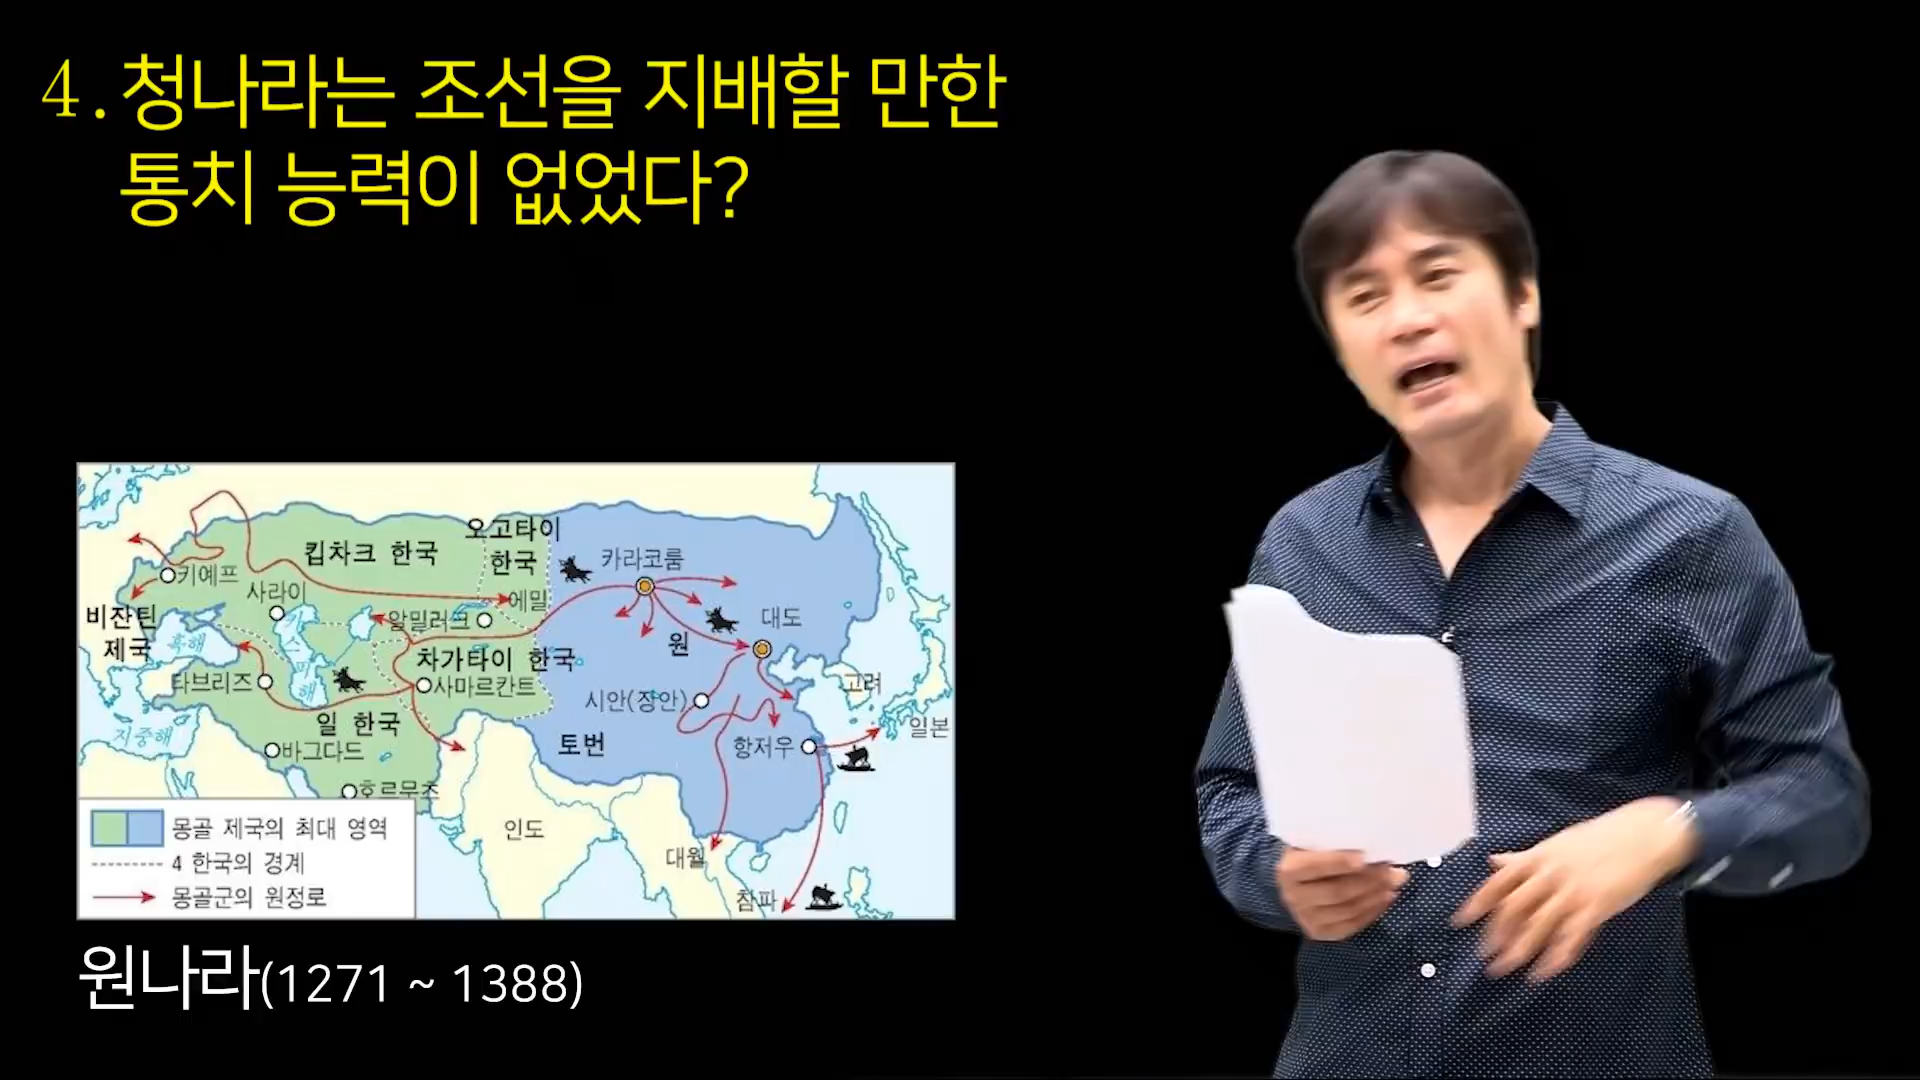 4. 청나라는 조선을 지배할 만한
통치 능력이 없었다?
오고타이
한국
킵차크 한국
카라코룸
키예프
사라이
에밀
비잔틴
제국
흑해
알말리크
대도
원
차가타이 한국
카스피해
타브리즈
사마르칸트
시안(장안)
고려
일 한국
일본
지중해
바그다드
토번
항저우
호르무즈
몽골 제국의 최대 영역
4 한국의 경계
몽골군의 원정로
인도
대월
참파
원나라(1271 ~ 1388)